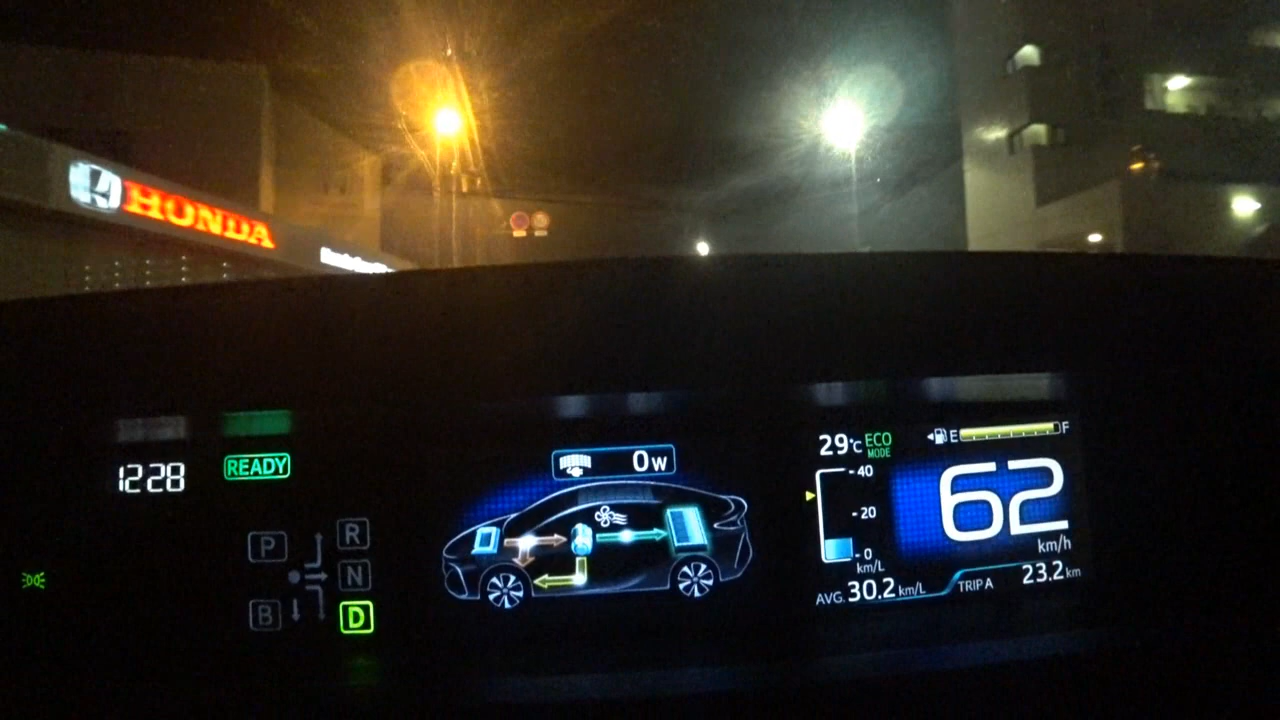 HONDA
12:28
READY
P
R
N
B
D
0W
29°C
ECO
MODE
E
F
40
20
0
km/L
62
km/h
AVG. 30.2 km/L
TRIP A
23.2 km